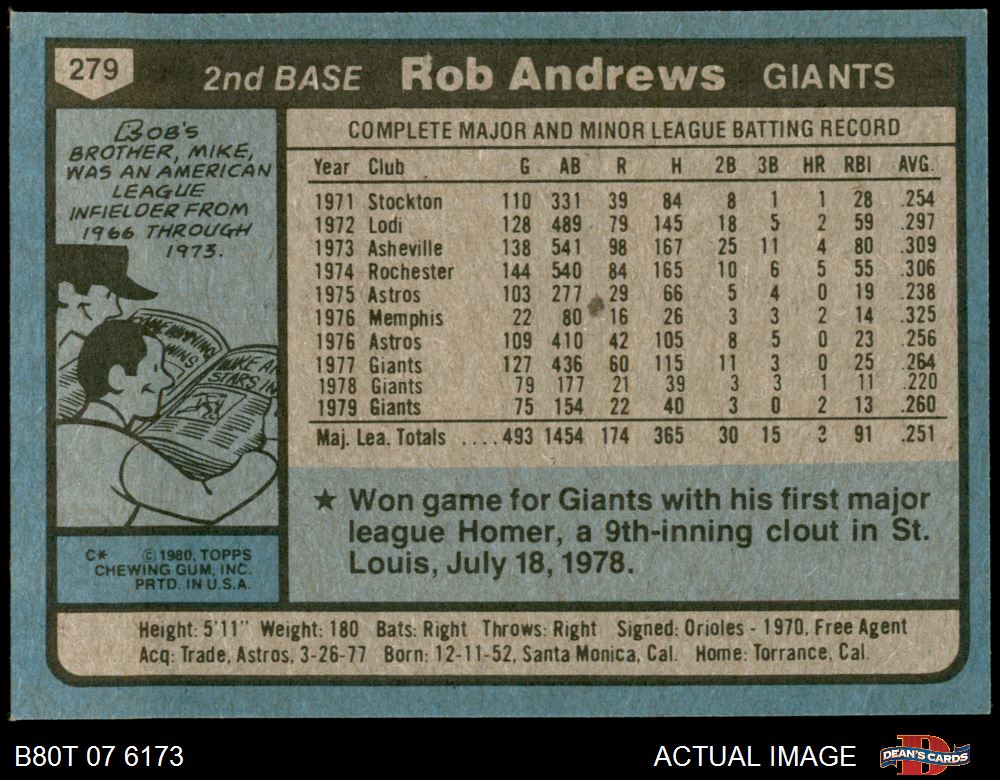 279
2nd BASE Rob Andrews GIANTS
BOB'S
BROTHER, MIKE,
WAS AN AMERICAN
LEAGUE
INFIELDER FROM
1966 THROUGH
1973.
GAME WINNING
WINS
MIKE A
STARS IN
C* © 1980, TOPPS
CHEWING GUM, INC.
PRTD. IN U.S.A.
COMPLETE MAJOR AND MINOR LEAGUE BATTING RECORD
Year Club G AB R H 2B 3B HR RBI AVG.
1971 Stockton 110 331 39 84 8 1 1 28 .254
1972 Lodi 128 489 79 145 18 5 2 59 .297
1973 Asheville 138 541 98 167 25 11 4 80 .309
1974 Rochester 144 540 84 165 10 6 5 55 .306
1975 Astros 103 277 29 66 5 4 0 19 .238
1976 Memphis 22 80 16 26 3 3 2 14 .325
1976 Astros 109 410 42 105 8 5 0 23 .256
1977 Giants 127 436 60 115 11 3 0 25 .264
1978 Giants 79 177 21 39 3 3 1 11 .220
1979 Giants 75 154 22 40 3 0 2 13 .260
Maj. Lea. Totals ....493 1454 174 365 30 15 3 91 .251
★ Won game for Giants with his first major
league Homer, a 9th-inning clout in St.
Louis, July 18, 1978.
Height: 5'11" Weight: 180 Bats: Right Throws: Right Signed: Orioles - 1970, Free Agent
Acq: Trade, Astros, 3-26-77 Born: 12-11-52, Santa Monica, Cal. Home: Torrance, Cal.
B80T 07 6173
ACTUAL IMAGE
DEAN'S CARDS